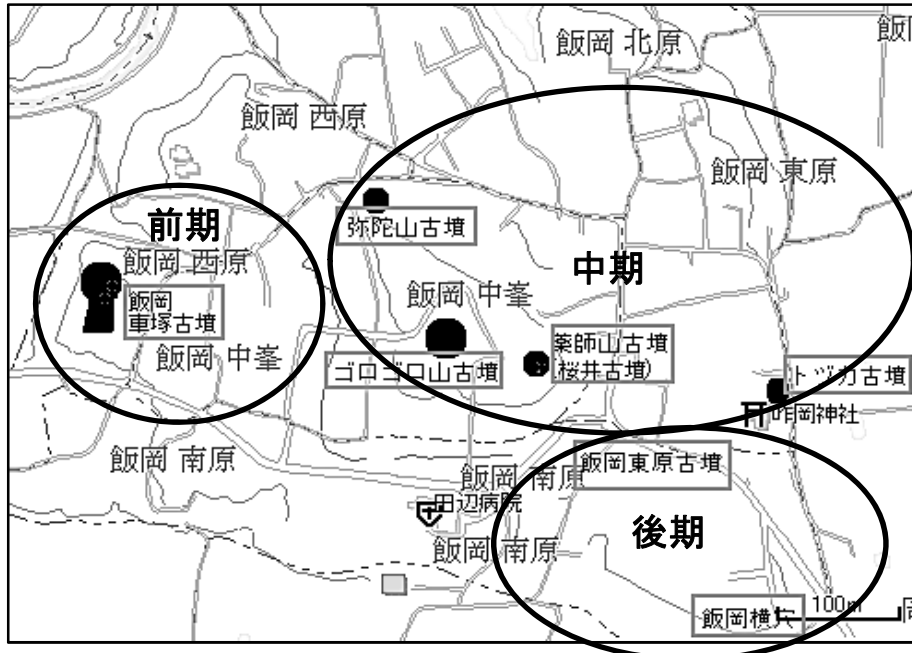 飯岡 北原
飯岡
飯岡 西原
飯岡 東原
弥陀山古墳
前期
飯岡 西原
中期
飯岡
車塚古墳
飯岡 中峯
飯岡 中峯
ゴロゴロ山古墳
薬師山古墳
(桜井古墳)
トヅカ古墳
咋岡神社
飯岡 南原
飯岡 南原
飯岡東原古墳
田辺病院
飯岡 南原
後期
飯岡横穴
100m